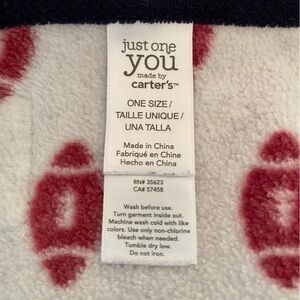 just one
you
made by
carter's™
ONE SIZE /
TAILLE UNIQUE /
UNA TALLA
Made in China
Fabriqué en Chine
Hecho en China
RN# 35623
CA# 57458
Wash before use.
Turn garment inside out.
Machine wash cold with like
colors. Use only non-chlorine
bleach when needed.
Tumble dry low.
Do not iron.